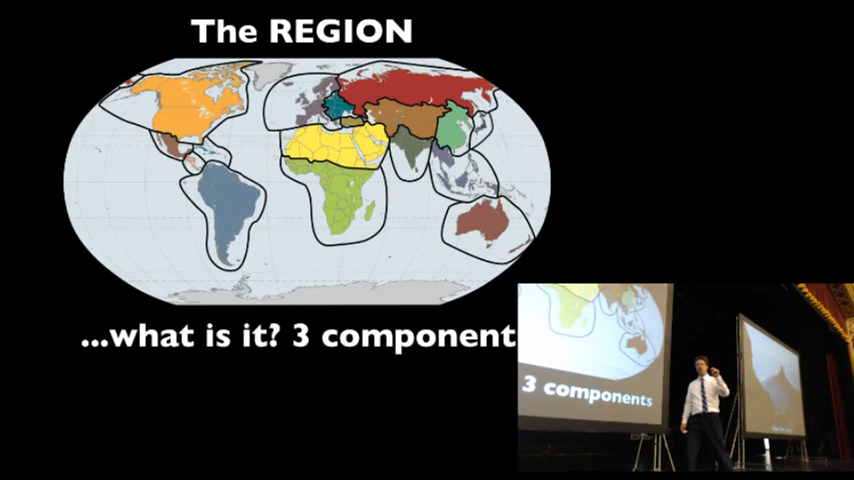 The REGION
...what is it? 3 component
3 components